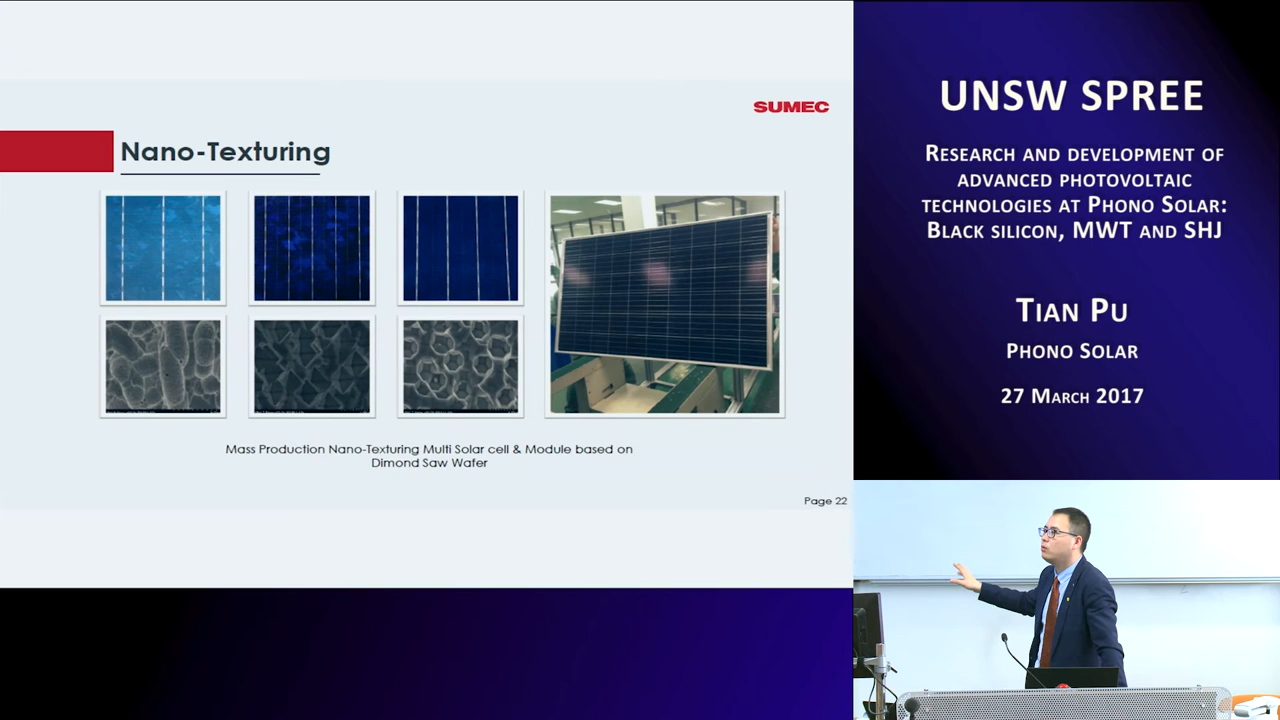 SUMEC
Nano-Texturing
Mass Production Nano-Texturing Multi Solar cell & Module based on
Dimond Saw Wafer
Page 22
UNSW SPREE
Research and development of
advanced photovoltaic
technologies at Phono Solar:
Black silicon, MWT and SHJ
Tian Pu
Phono Solar
27 March 2017